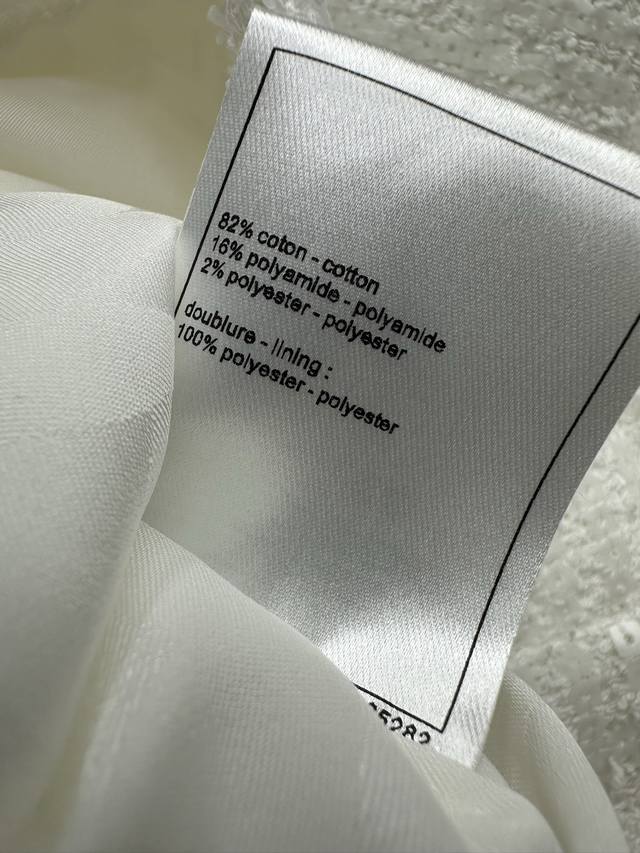 82% coton - cotton
16% polyamide - polyamide
2% polyester - polyester
doublure - lining :
100% polyester - polyester